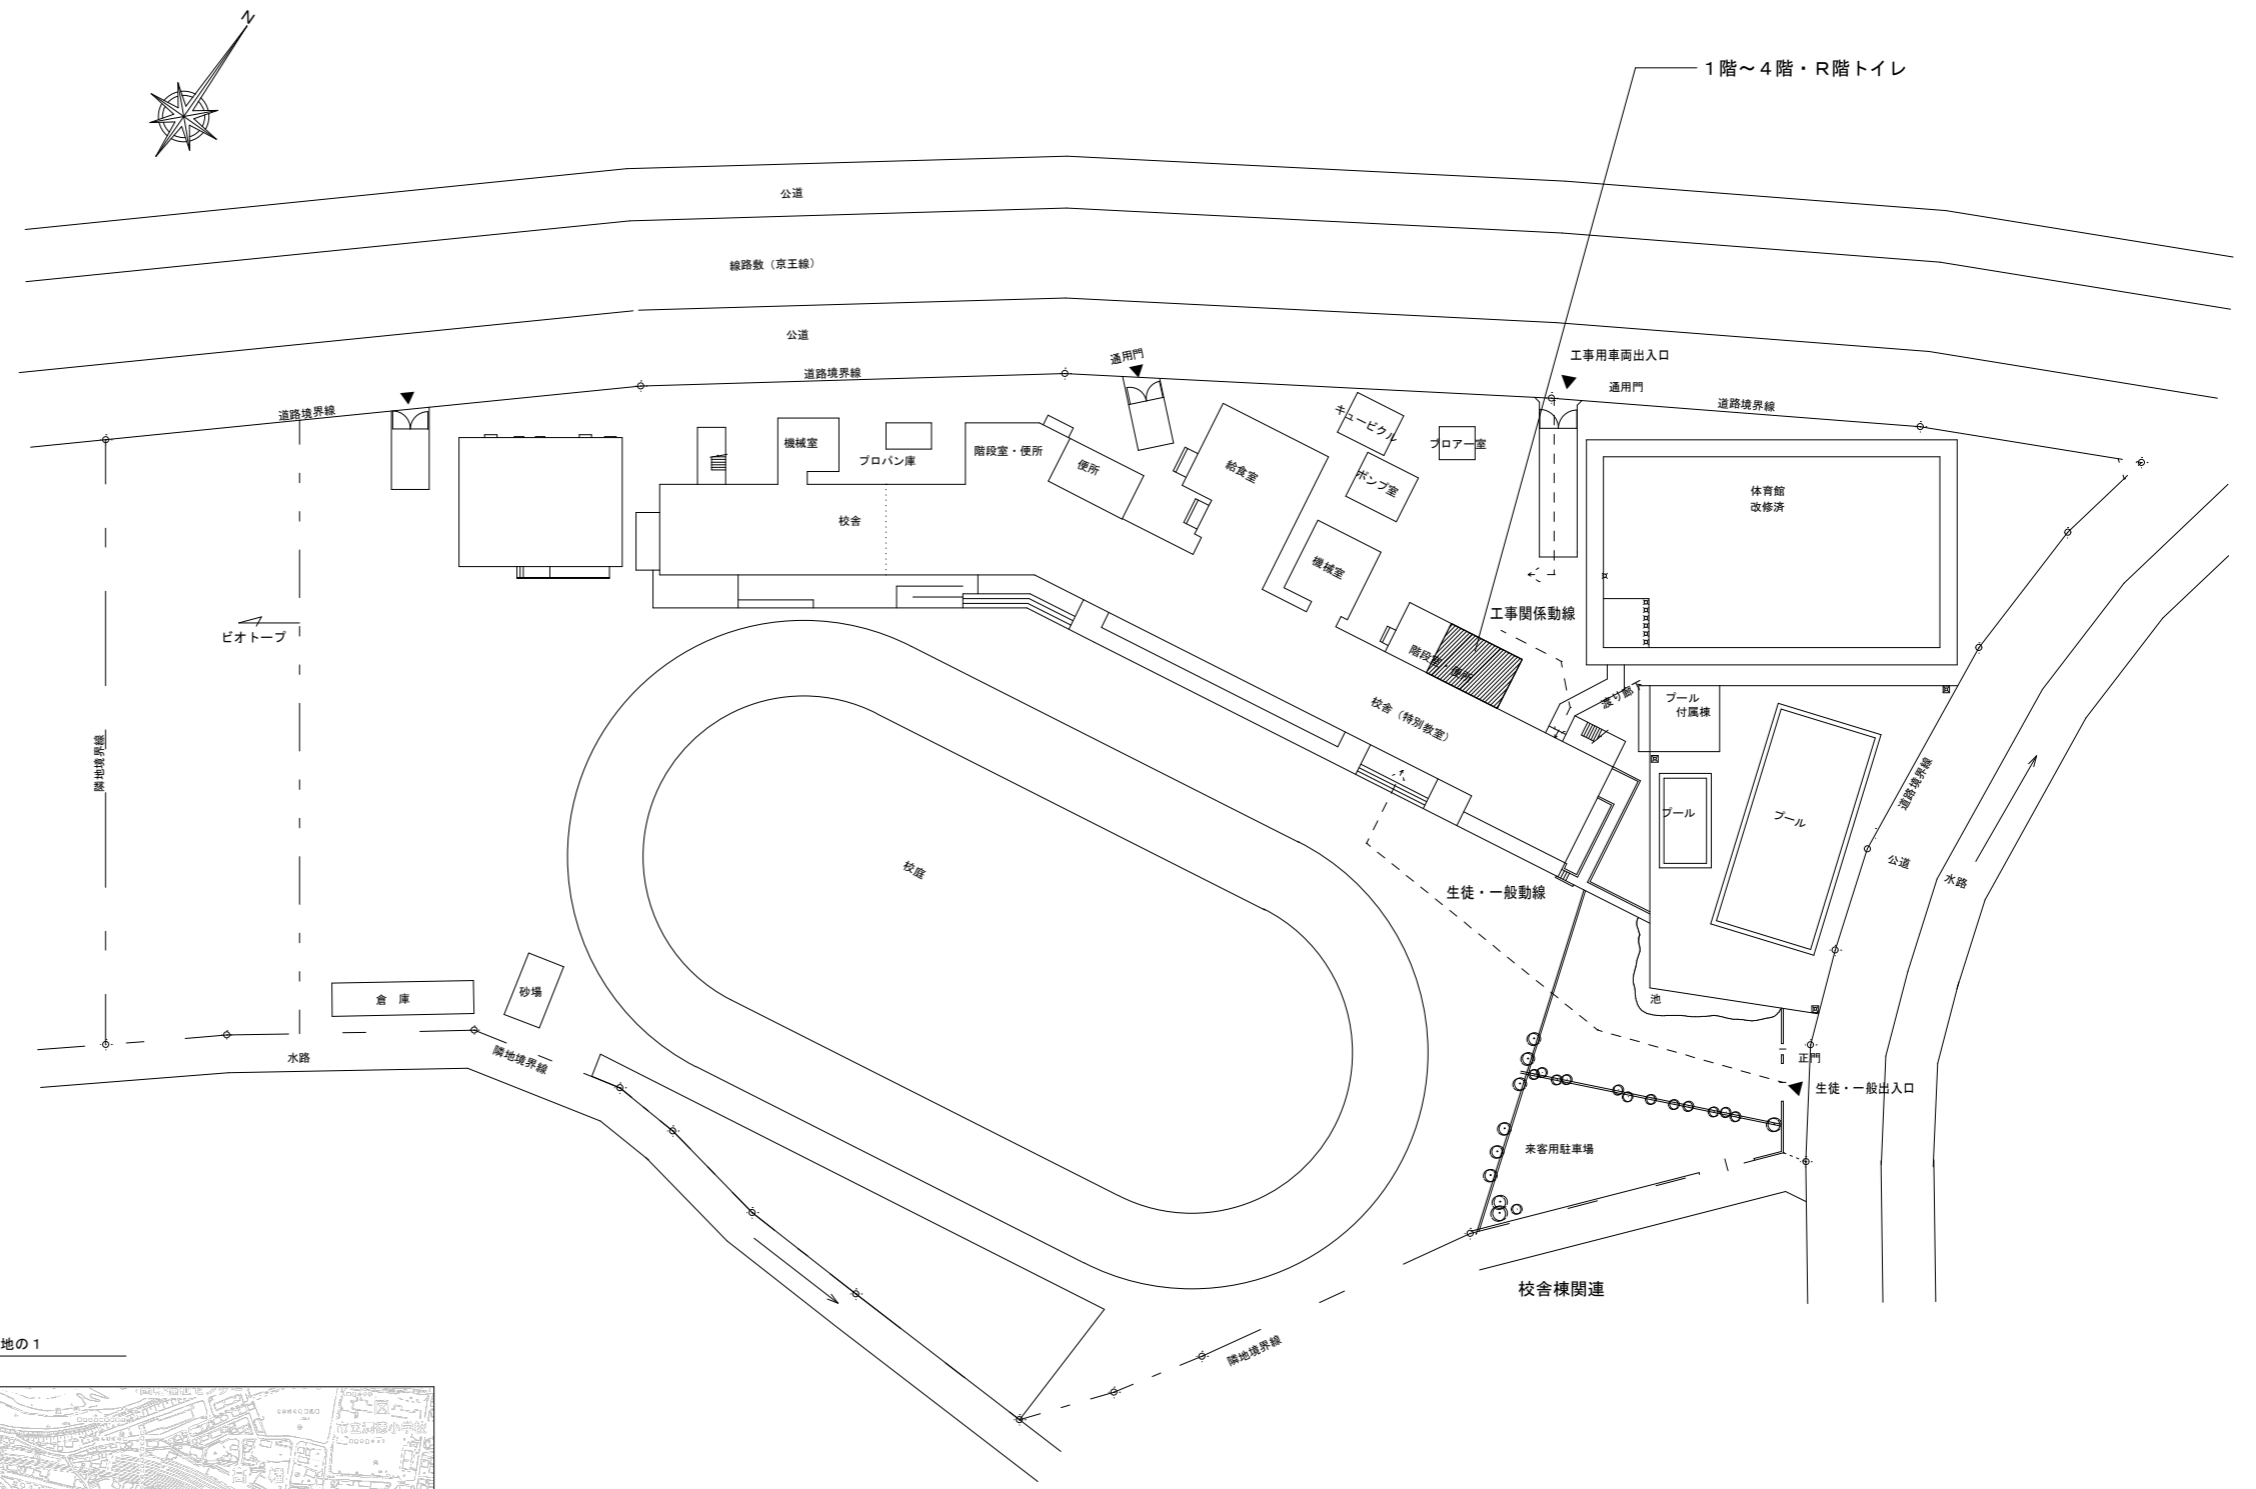 N
1階～4階・R階トイレ
公道
線路敷（京王線）
公道
道路境界線
道路境界線
通用門
工事用車両出入口
通用門
道路境界線
機械室
プロパン庫
階段室・便所
便所
給食室
キュービクル
ブロアー室
ポンプ室
体育館
改修済
校舎
機械室
工事関係動線
ビオトープ
階段室・便所
渡り廊下
プール
付属棟
校舎（特別教室）
隣地境界線
プール
プール
道路境界線
公道
水路
校庭
生徒・一般動線
倉 庫
砂場
池
水路
隣地境界線
正門
生徒・一般出入口
来客用駐車場
校舎棟関連
隣地境界線
地の1